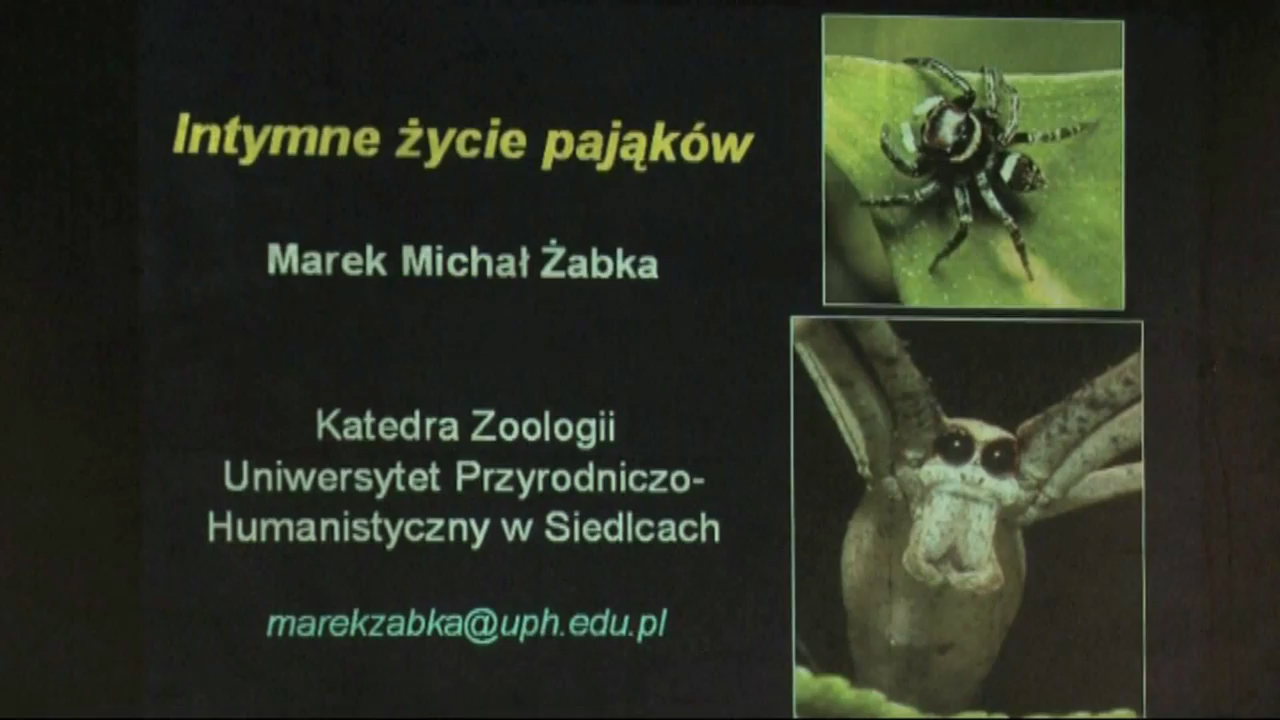 Intymne życie pająków
Marek Michał Żabka
Katedra Zoologii
Uniwersytet Przyrodniczo-
Humanistyczny w Siedlcach
marekzabka@uph.edu.pl